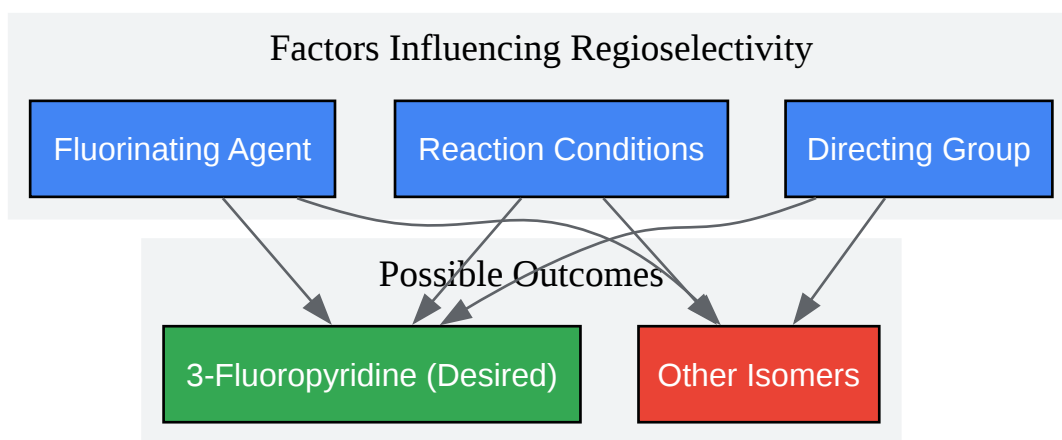 Factors Influencing Regioselectivity
Fluorinating Agent
Reaction Conditions
Directing Group
Possible Outcomes
3-Fluoropyridine (Desired)
Other Isomers